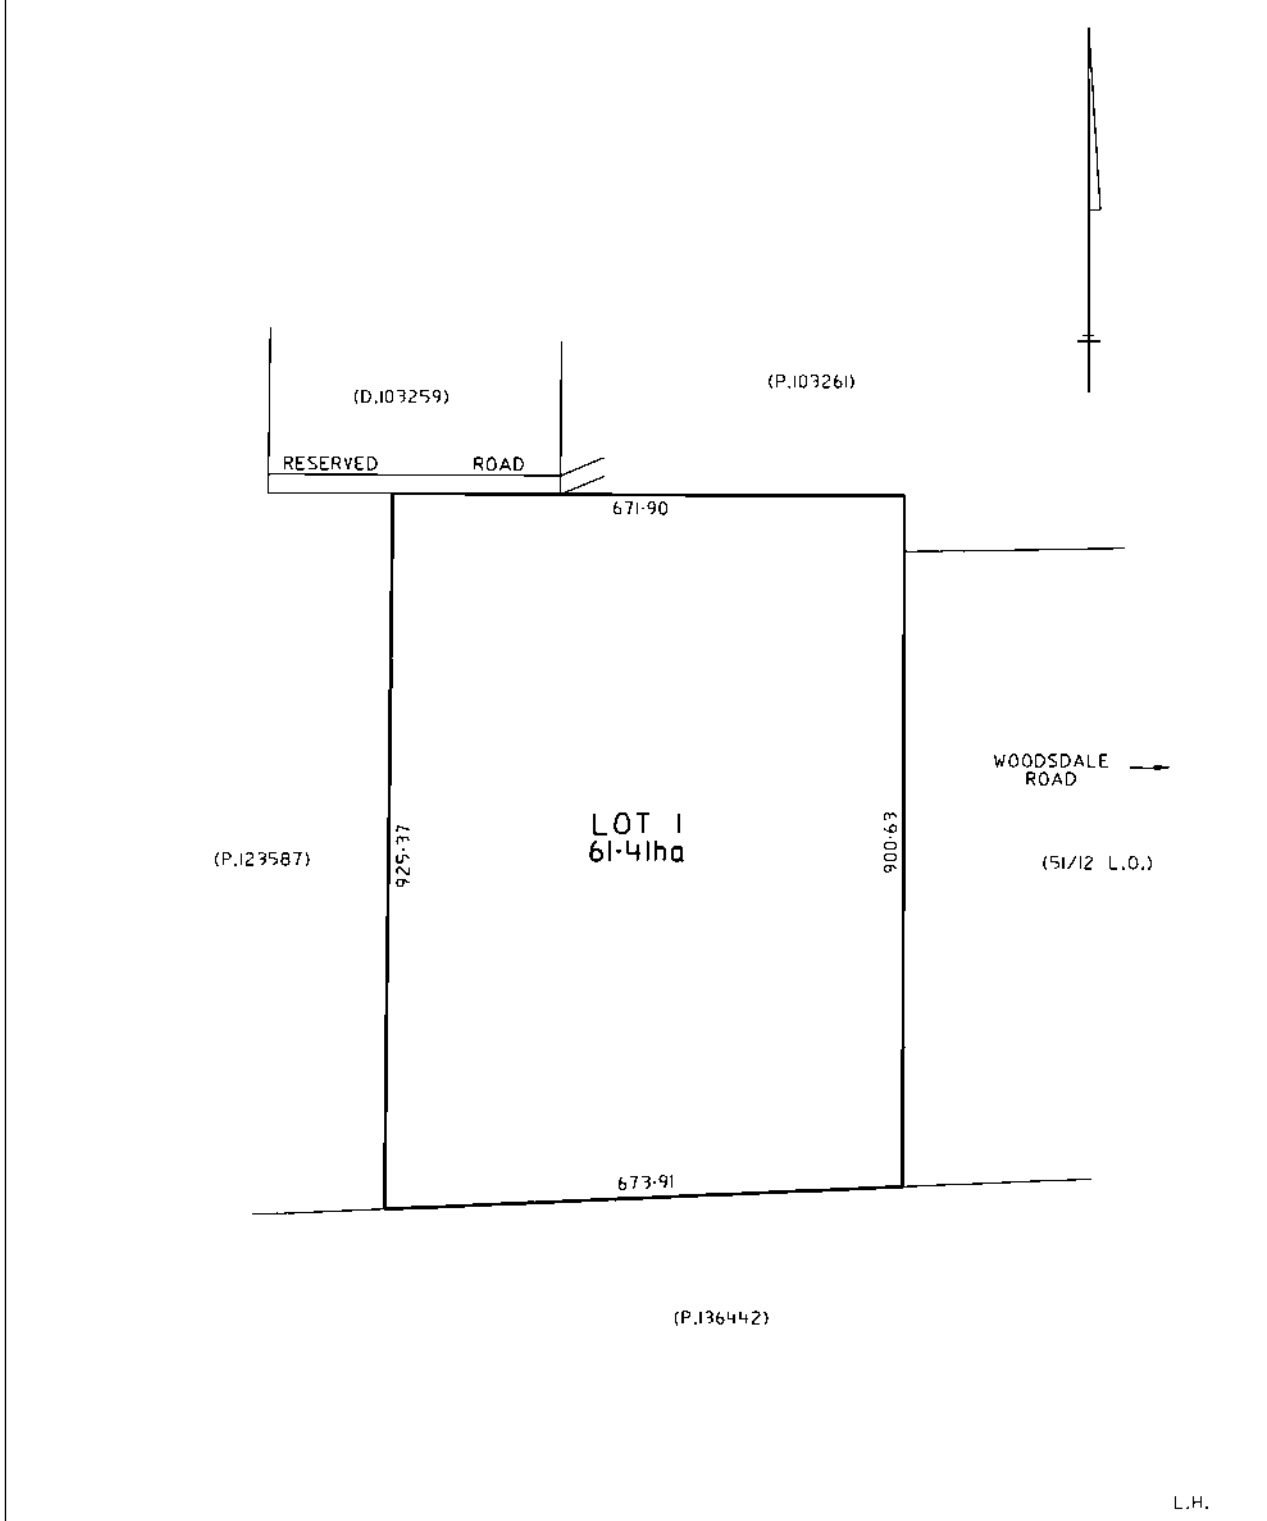 (P.103261)
(D.103259)
RESERVED ROAD
671·90
WOODSDALE
ROAD
LOT 1
61·41ha
925·37
900·63
(P.123587)
(51/12 L.O.)
673·91
(P.136442)
L.H.